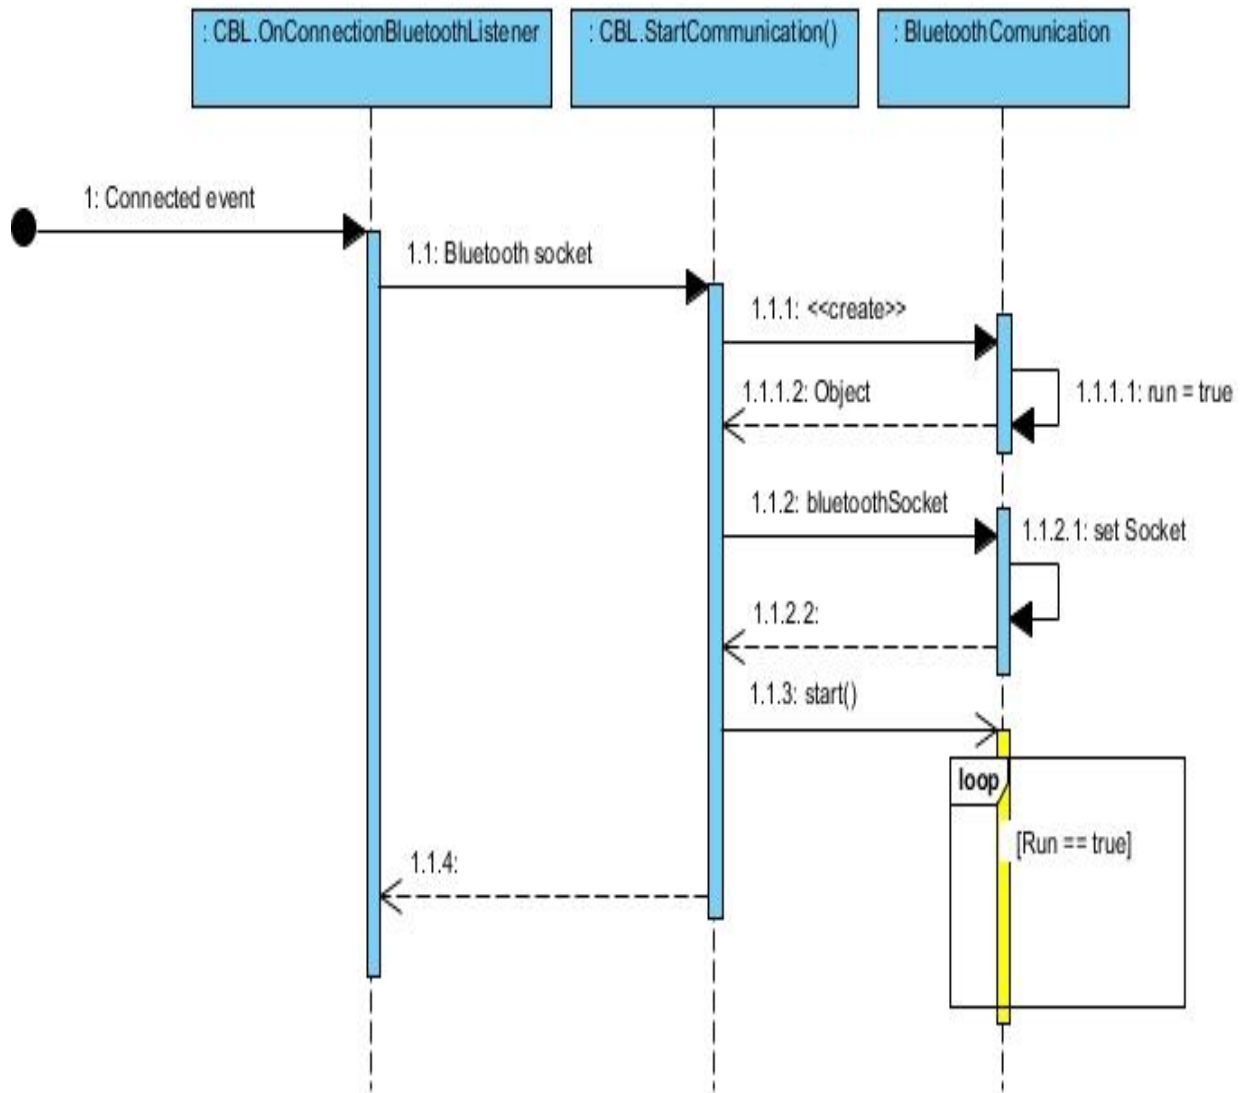 : CBL.OnConnectionBluetoothListener
: CBL.StartCommunication()
: BluetoothComunication
1: Connected event
1.1: Bluetooth socket
1.1.1: <<create>>
1.1.1.2: Object
1.1.1.1: run = true
1.1.2: bluetoothSocket
1.1.2.1: set Socket
1.1.2.2:
1.1.3: start()
loop
[Run == true]
1.1.4: